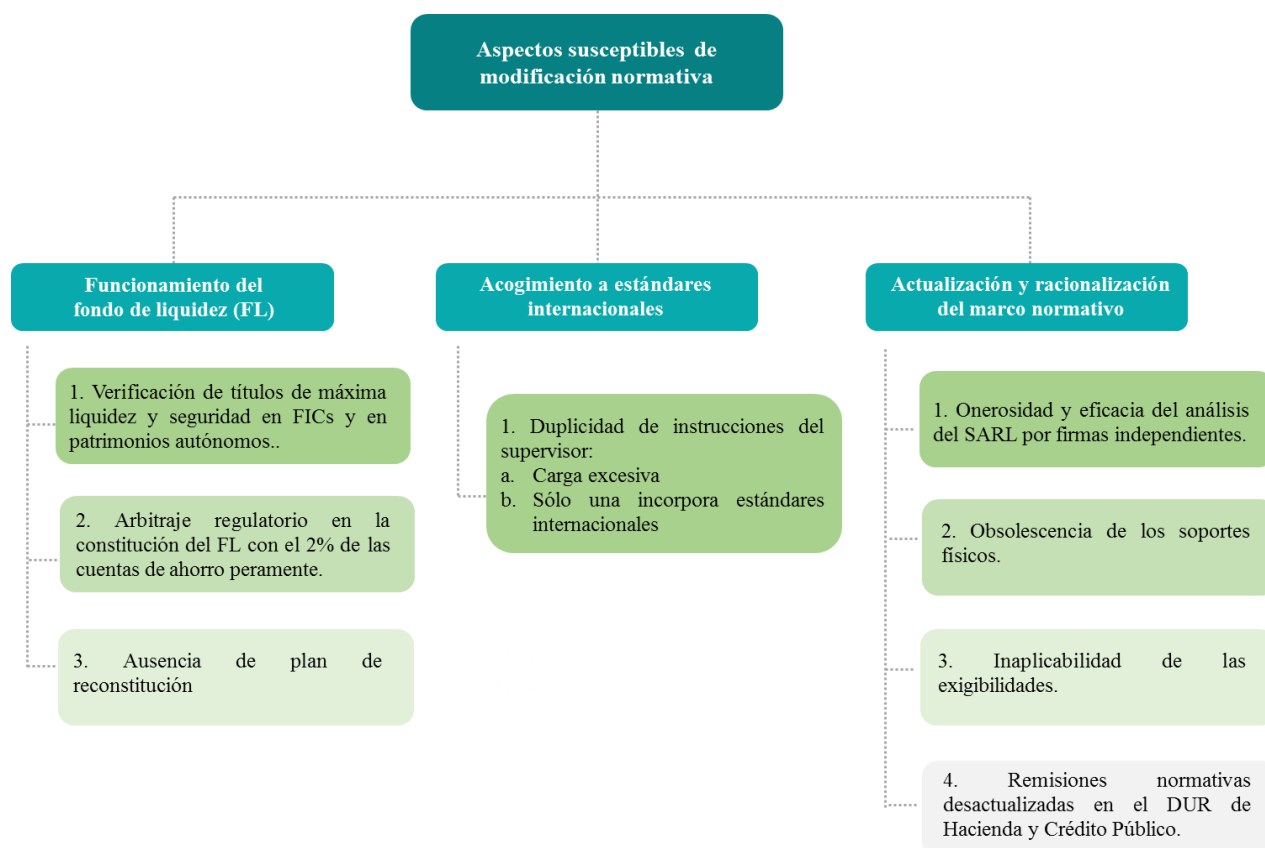 Aspectos susceptibles de
modificación normativa
Funcionamiento del
fondo de liquidez (FL)
1. Verificación de títulos de máxima
liquidez y seguridad en FICs y en
patrimonios autónomos..
2. Arbitraje regulatorio en la
constitución del FL con el 2% de las
cuentas de ahorro peramente.
3. Ausencia de plan de
reconstitución
Acogimiento a estándares
internacionales
1. Duplicidad de instrucciones del
supervisor:
a. Carga excesiva
b. Sólo una incorpora estándares
internacionales
Actualización y racionalización
del marco normativo
1. Onerosidad y eficacia del análisis
del SARL por firmas independientes.
2. Obsolescencia de los soportes
físicos.
3. Inaplicabilidad de las
exigibilidades.
4. Remisiones normativas
desactualizadas en el DUR de
Hacienda y Crédito Público.